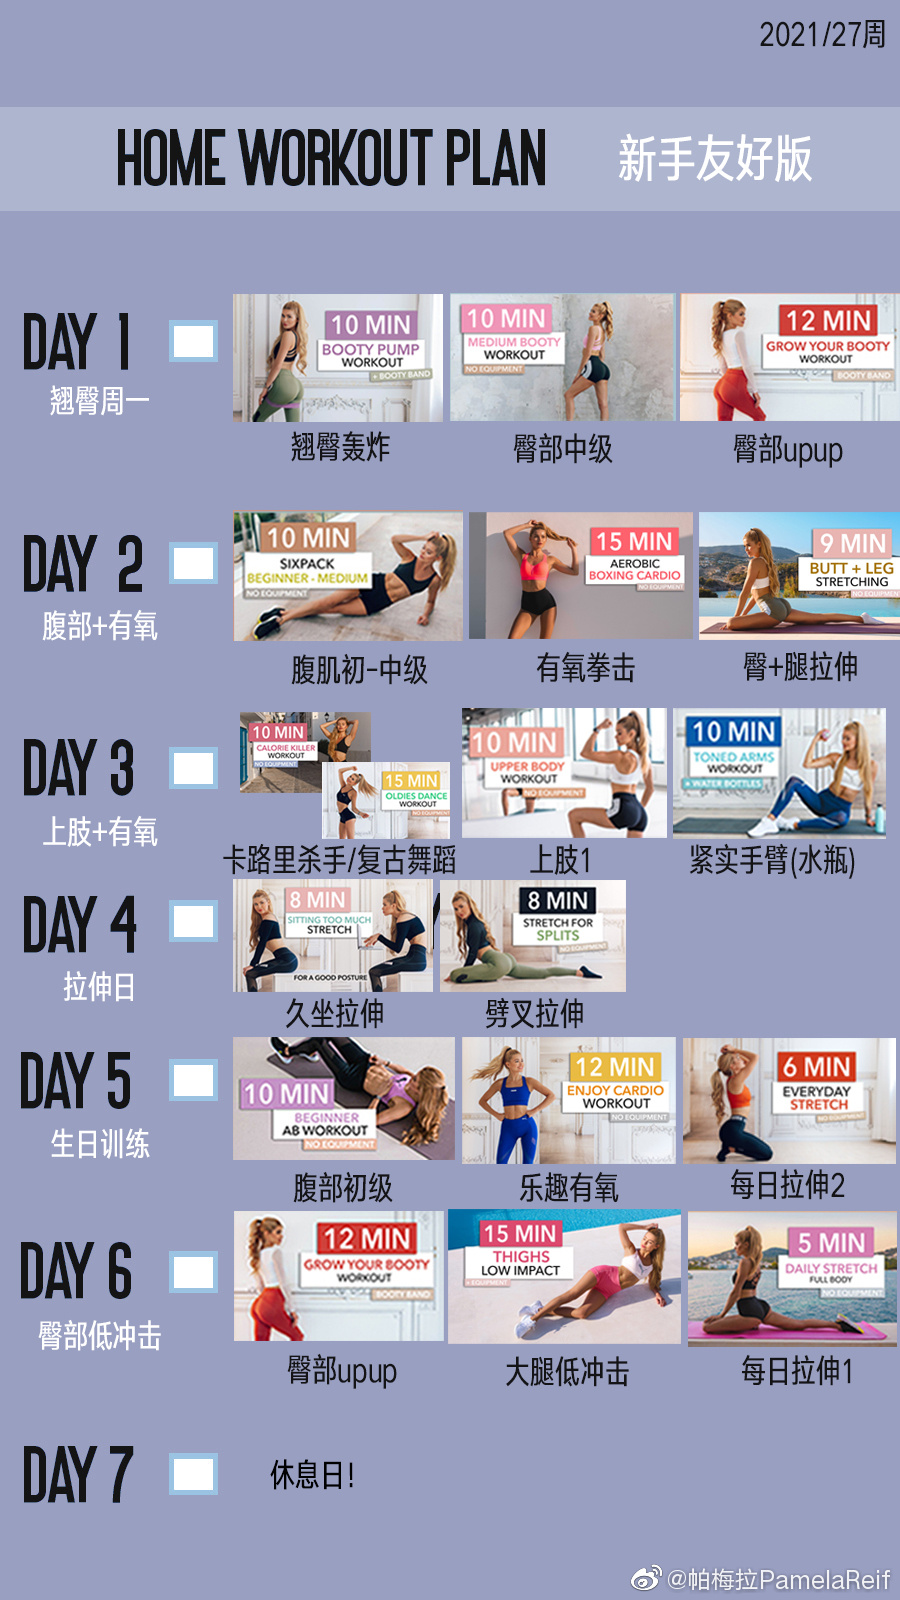 2021/27周
HOME WORKOUT PLAN
新手友好版
DAY 1
翘臀周一
10 MIN
BOOTY PUMP
WORKOUT
+ BOOTY BAND
翘臀轰炸
10 MIN
MEDIUM BOOTY
WORKOUT
NO EQUIPMENT
臀部中级
12 MIN
GROW YOUR BOOTY
WORKOUT
BOOTY BAND
臀部upup
DAY 2
腹部+有氧
10 MIN
SIXPACK
BEGINNER - MEDIUM
NO EQUIPMENT
腹肌初-中级
15 MIN
AEROBIC
BOXING CARDIO
NO EQUIPMENT
有氧拳击
9 MIN
BUTT + LEG
STRETCHING
NO EQUIPMENT
臀+腿拉伸
DAY 3
上肢+有氧
10 MIN
CALORIE KILLER
WORKOUT
NO EQUIPMENT
15 MIN
OLDIES DANCE
WORKOUT
NO EQUIPMENT
卡路里杀手/复古舞蹈
10 MIN
UPPER BODY
WORKOUT
NO EQUIPMENT
上肢1
10 MIN
TONED ARMS
WORKOUT
+ WATER BOTTLES
紧实手臂(水瓶)
DAY 4
拉伸日
8 MIN
SITTING TOO MUCH
STRETCH
FOR A GOOD POSTURE
久坐拉伸
8 MIN
STRETCH FOR
SPLITS
NO EQUIPMENT
劈叉拉伸
DAY 5
生日训练
10 MIN
BEGINNER
AB WORKOUT
NO EQUIPMENT
腹部初级
12 MIN
ENJOY CARDIO
WORKOUT
NO EQUIPMENT
乐趣有氧
6 MIN
EVERYDAY
STRETCH
NO EQUIPMENT
每日拉伸2
DAY 6
臀部低冲击
12 MIN
GROW YOUR BOOTY
WORKOUT
BOOTY BAND
臀部upup
15 MIN
THIGHS
LOW IMPACT
+ EQUIPMENT
大腿低冲击
5 MIN
DAILY STRETCH
FULL BODY
NO EQUIPMENT
每日拉伸1
DAY 7
休息日!
@帕梅拉PamelaReif